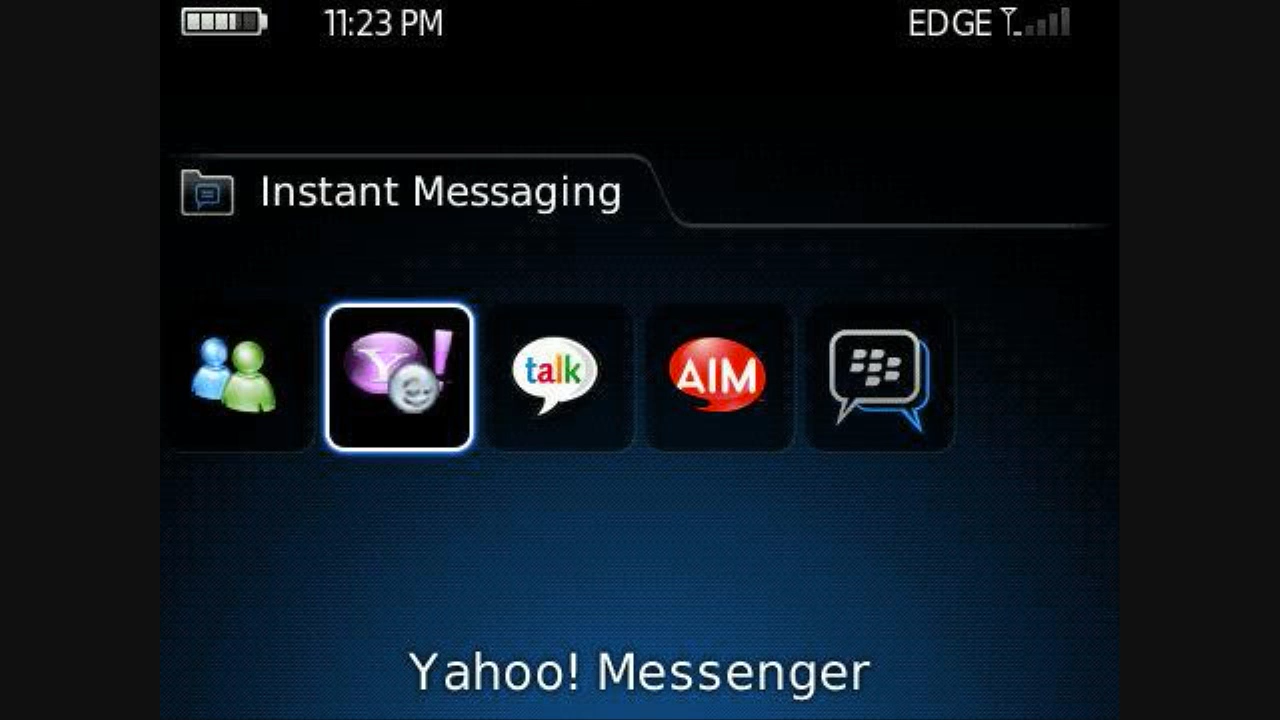 11:23 PM EDGE
Instant Messaging
Y!
talk
AIM
Yahoo! Messenger